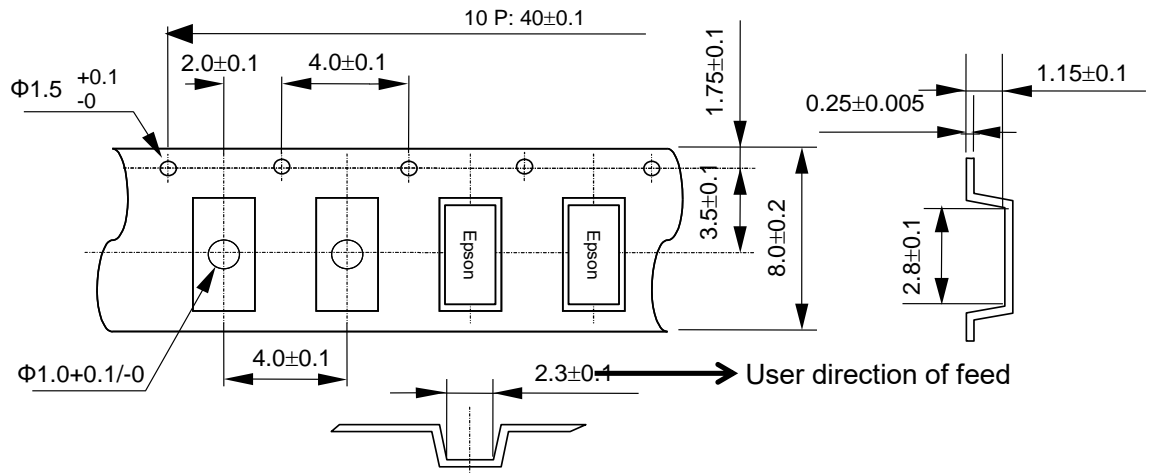 10 P: 40±0.1
2.0±0.1
4.0±0.1
1.75±0.1
1.15±0.1
Φ1.5 +0.1
-0
0.25±0.005
3.5±0.1
8.0±0.2
2.8±0.1
Epson
Epson
Φ1.0+0.1/-0
4.0±0.1
2.3±0.1
User direction of feed